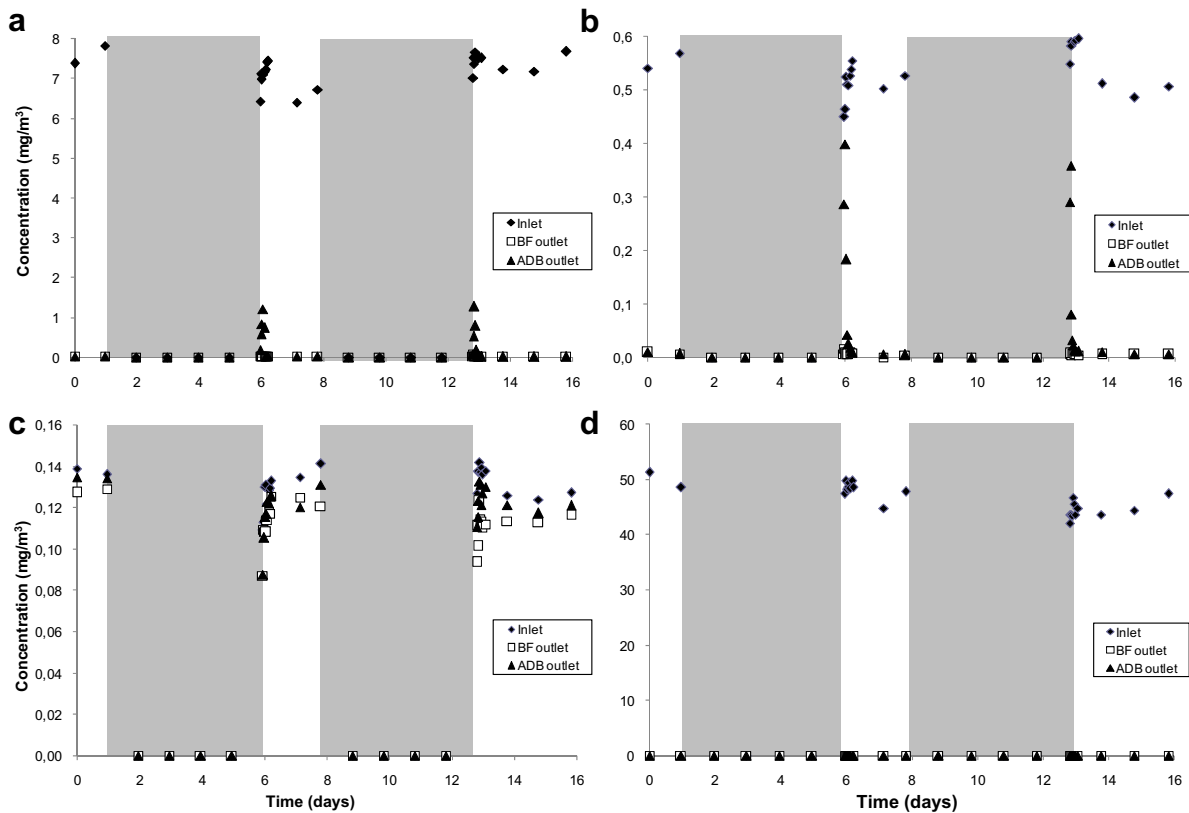 a
Concentration (mg/m³)
8
7
6
5
4
3
2
1
0
0 2 4 6 8 10 12 14 16
Inlet
BF outlet
ADB outlet
b
0,6
0,5
0,4
0,3
0,2
0,1
0,0
0 2 4 6 8 10 12 14 16
Inlet
BF outlet
ADB outlet
c
Concentration (mg/m³)
0,16
0,14
0,12
0,10
0,08
0,06
0,04
0,02
0,00
0 2 4 6 8 10 12 14 16
Time (days)
Inlet
BF outlet
ADB outlet
d
60
50
40
30
20
10
0
0 2 4 6 8 10 12 14 16
Time (days)
Inlet
BF outlet
ADB outlet